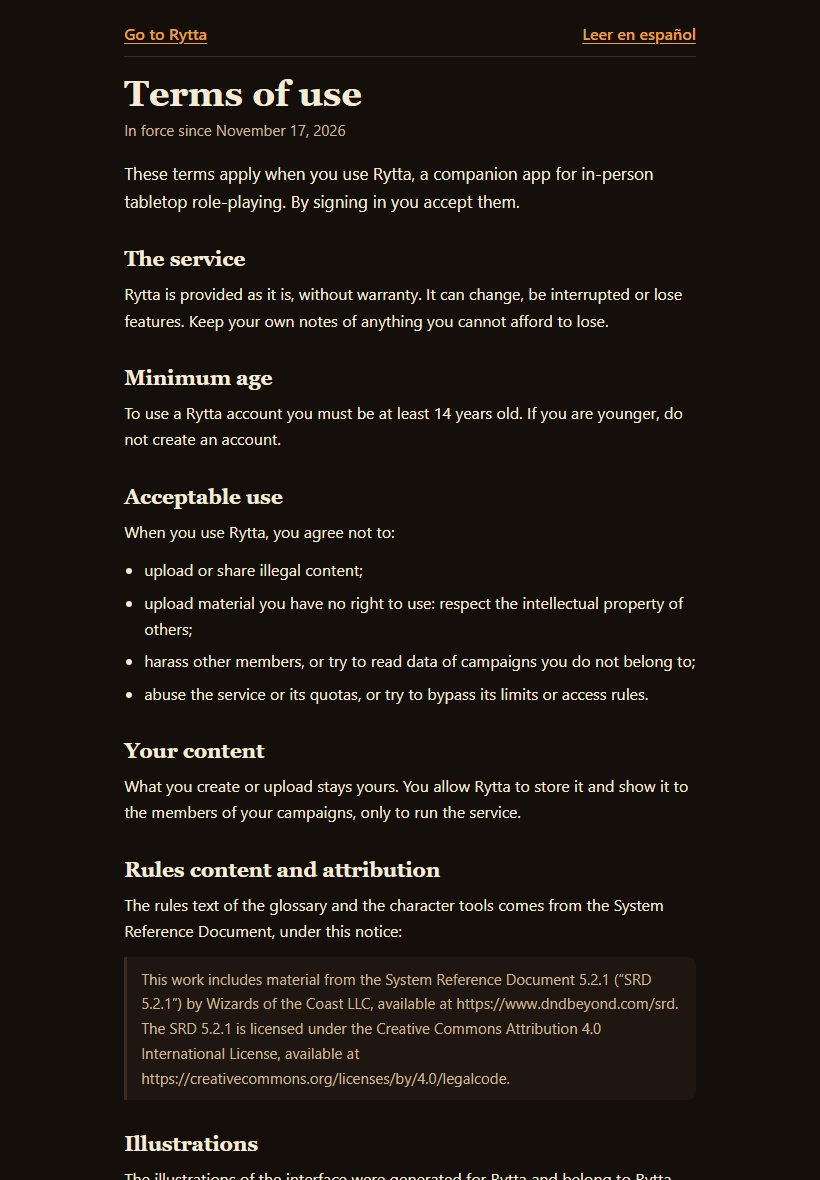 Go to Rytta
Leer en español
Terms of use
In force since November 17, 2026
These terms apply when you use Rytta, a companion app for in-person
tabletop role-playing. By signing in you accept them.
The service
Rytta is provided as it is, without warranty. It can change, be interrupted or lose
features. Keep your own notes of anything you cannot afford to lose.
Minimum age
To use a Rytta account you must be at least 14 years old. If you are younger, do
not create an account.
Acceptable use
When you use Rytta, you agree not to:
• upload or share illegal content;
• upload material you have no right to use: respect the intellectual property of
others;
• harass other members, or try to read data of campaigns you do not belong to;
• abuse the service or its quotas, or try to bypass its limits or access rules.
Your content
What you create or upload stays yours. You allow Rytta to store it and show it to
the members of your campaigns, only to run the service.
Rules content and attribution
The rules text of the glossary and the character tools comes from the System
Reference Document, under this notice:
This work includes material from the System Reference Document 5.2.1 (“SRD
5.2.1”) by Wizards of the Coast LLC, available at https://www.dndbeyond.com/srd.
The SRD 5.2.1 is licensed under the Creative Commons Attribution 4.0
International License, available at
https://creativecommons.org/licenses/by/4.0/legalcode.
Illustrations
The illustrations of the interface were generated for Rytta and belong to Rytta.